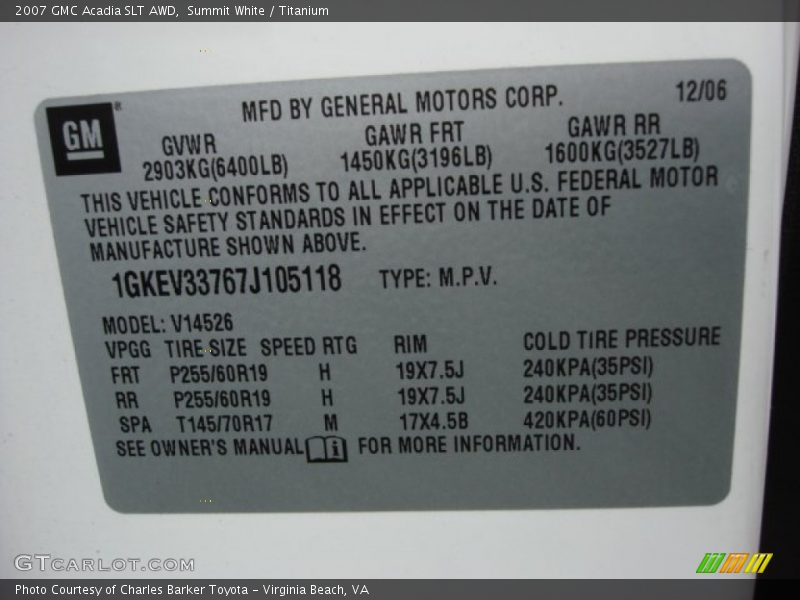 2007 GMC Acadia SLT AWD, Summit White / Titanium
GM®
MFD BY GENERAL MOTORS CORP. 12/06
GVWR GAWR FRT GAWR RR
2903KG(6400LB) 1450KG(3196LB) 1600KG(3527LB)
THIS VEHICLE CONFORMS TO ALL APPLICABLE U.S. FEDERAL MOTOR
VEHICLE SAFETY STANDARDS IN EFFECT ON THE DATE OF
MANUFACTURE SHOWN ABOVE.
1GKEV33767J105118 TYPE: M.P.V.
MODEL: V14526
VPGG TIRE SIZE SPEED RTG RIM COLD TIRE PRESSURE
FRT P255/60R19 H 19X7.5J 240KPA(35PSI)
RR P255/60R19 H 19X7.5J 240KPA(35PSI)
SPA T145/70R17 M 17X4.5B 420KPA(60PSI)
SEE OWNER'S MANUAL i FOR MORE INFORMATION.
GTCARLOT.COM
Photo Courtesy of Charles Barker Toyota – Virginia Beach, VA